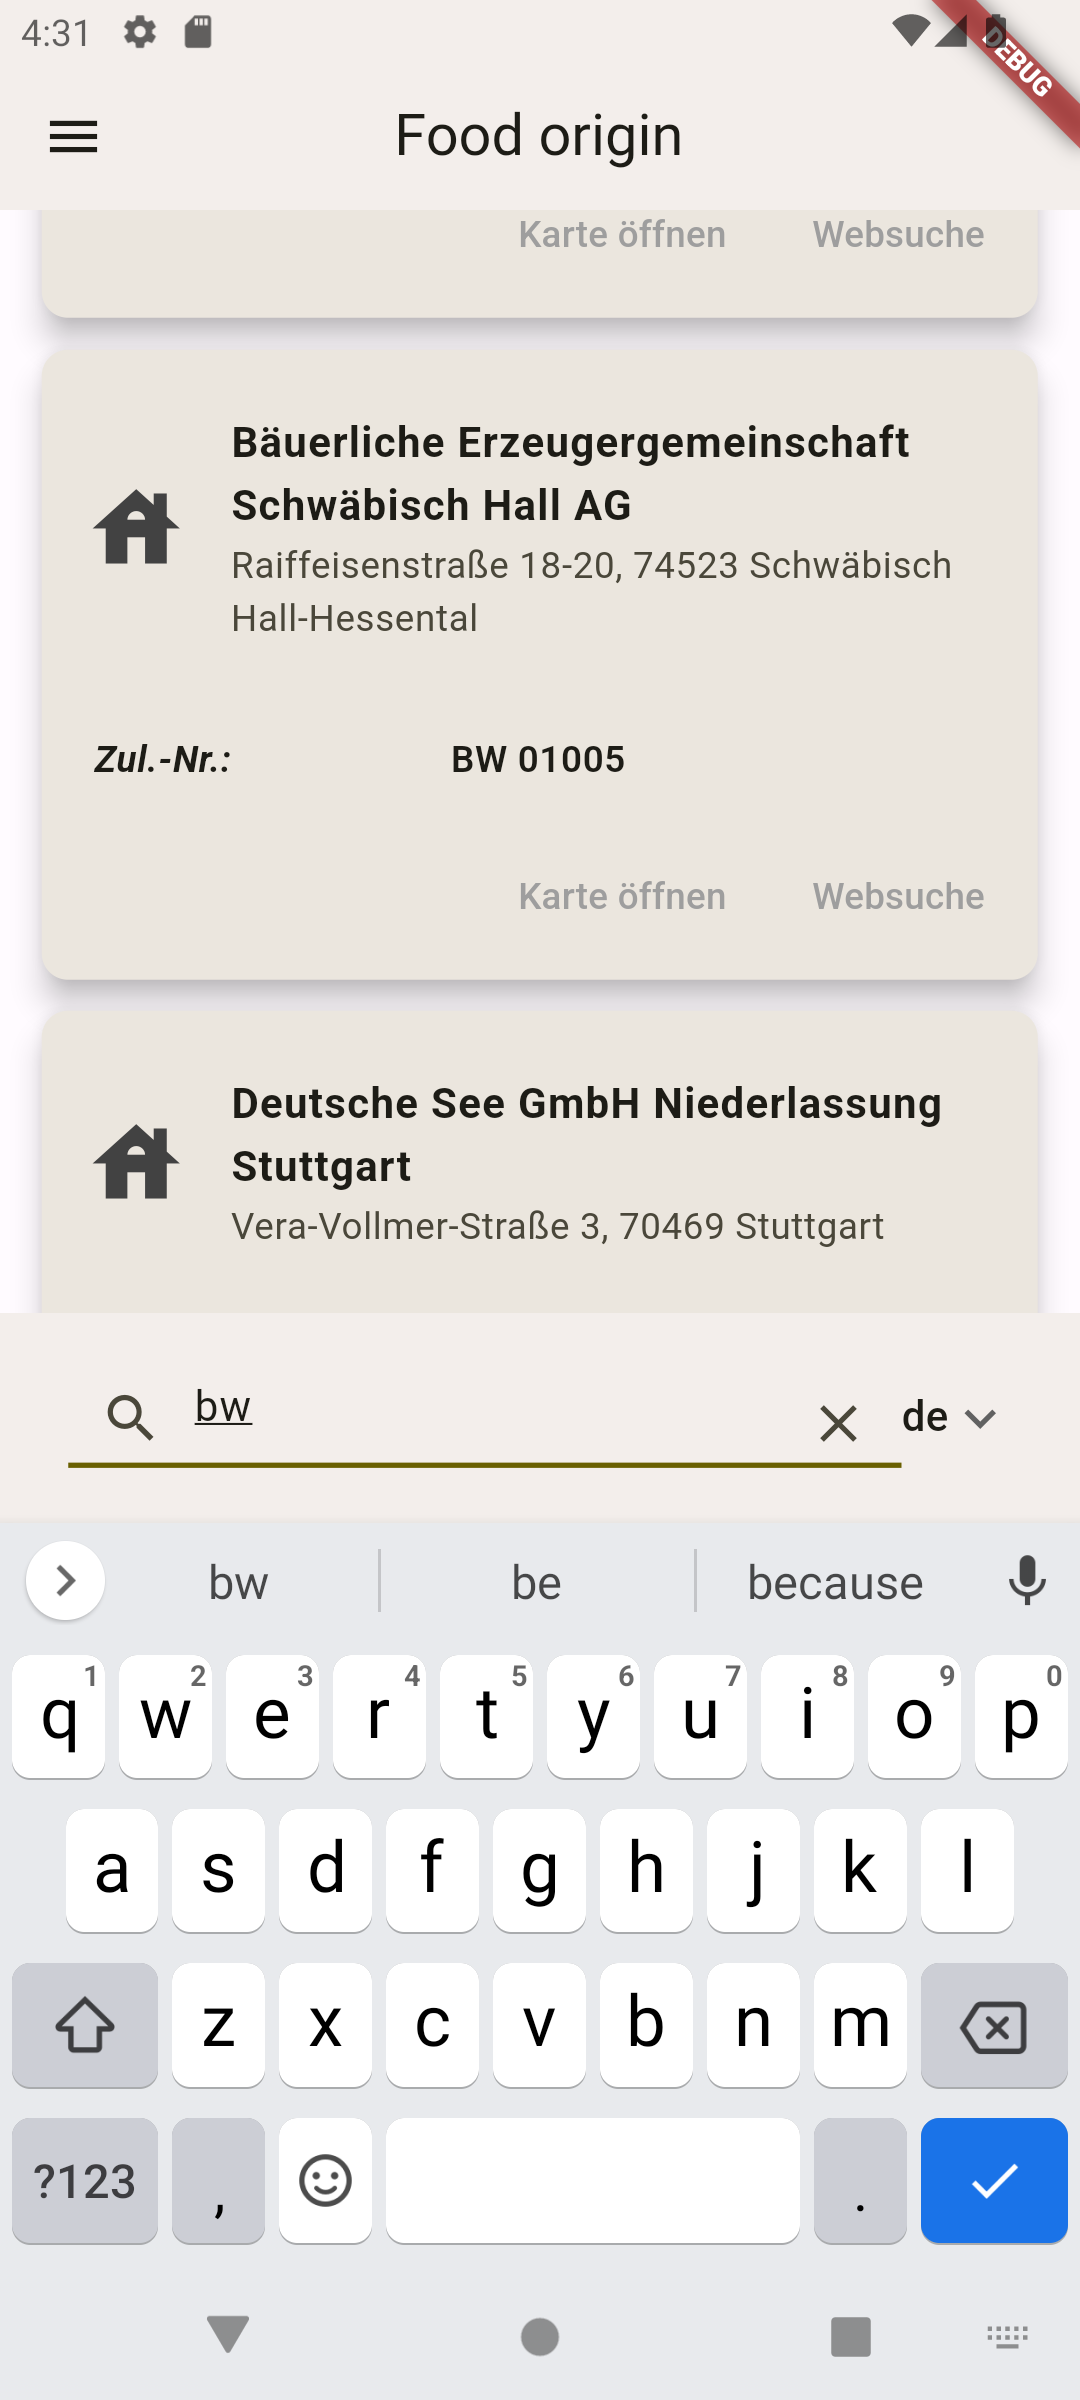 4:31
DEBUG
Food origin
Karte öffnen Websuche
Bäuerliche Erzeugergemeinschaft
Schwäbisch Hall AG
Raiffeisenstraße 18-20, 74523 Schwäbisch
Hall-Hessental
Zul.-Nr.: BW 01005
Karte öffnen Websuche
Deutsche See GmbH Niederlassung
Stuttgart
Vera-Vollmer-Straße 3, 70469 Stuttgart
bw de
bw be because
1 2 3 4 5 6 7 8 9 0
q w e r t y u i o p
a s d f g h j k l
z x c v b n m
?123 , .